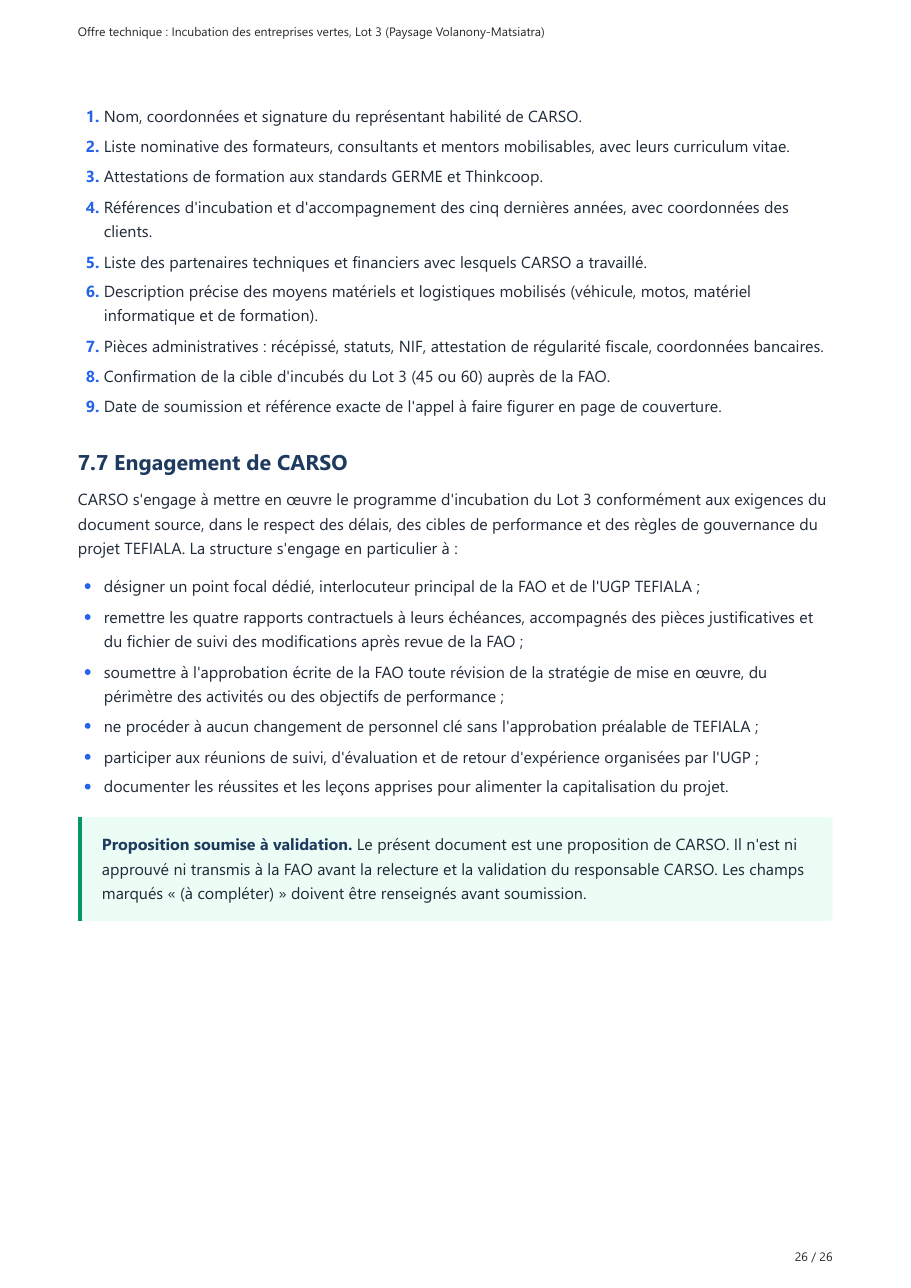 Offre technique : Incubation des entreprises vertes, Lot 3 (Paysage Volanony-Matsiatra)
1. Nom, coordonnées et signature du représentant habilité de CARSO.
2. Liste nominative des formateurs, consultants et mentors mobilisables, avec leurs curriculum vitae.
3. Attestations de formation aux standards GERME et Thinkcoop.
4. Références d'incubation et d'accompagnement des cinq dernières années, avec coordonnées des
clients.
5. Liste des partenaires techniques et financiers avec lesquels CARSO a travaillé.
6. Description précise des moyens matériels et logistiques mobilisés (véhicule, motos, matériel
informatique et de formation).
7. Pièces administratives : récépissé, statuts, NIF, attestation de régularité fiscale, coordonnées bancaires.
8. Confirmation de la cible d'incubés du Lot 3 (45 ou 60) auprès de la FAO.
9. Date de soumission et référence exacte de l'appel à faire figurer en page de couverture.
7.7 Engagement de CARSO
CARSO s'engage à mettre en œuvre le programme d'incubation du Lot 3 conformément aux exigences du
document source, dans le respect des délais, des cibles de performance et des règles de gouvernance du
projet TEFIALA. La structure s'engage en particulier à :
• désigner un point focal dédié, interlocuteur principal de la FAO et de l'UGP TEFIALA ;
• remettre les quatre rapports contractuels à leurs échéances, accompagnés des pièces justificatives et
du fichier de suivi des modifications après revue de la FAO ;
• soumettre à l'approbation écrite de la FAO toute révision de la stratégie de mise en œuvre, du
périmètre des activités ou des objectifs de performance ;
• ne procéder à aucun changement de personnel clé sans l'approbation préalable de TEFIALA ;
• participer aux réunions de suivi, d'évaluation et de retour d'expérience organisées par l'UGP ;
• documenter les réussites et les leçons apprises pour alimenter la capitalisation du projet.
Proposition soumise à validation. Le présent document est une proposition de CARSO. Il n'est ni
approuvé ni transmis à la FAO avant la relecture et la validation du responsable CARSO. Les champs
marqués « (à compléter) » doivent être renseignés avant soumission.
26 / 26